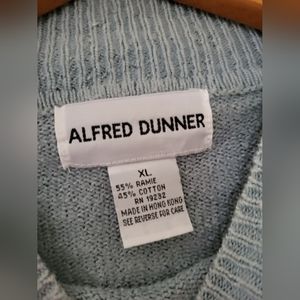 ALFRED DUNNER
XL
55% RAMIE
45% COTTON
RN 19232
MADE IN HONG KONG
SEE REVERSE FOR CARE